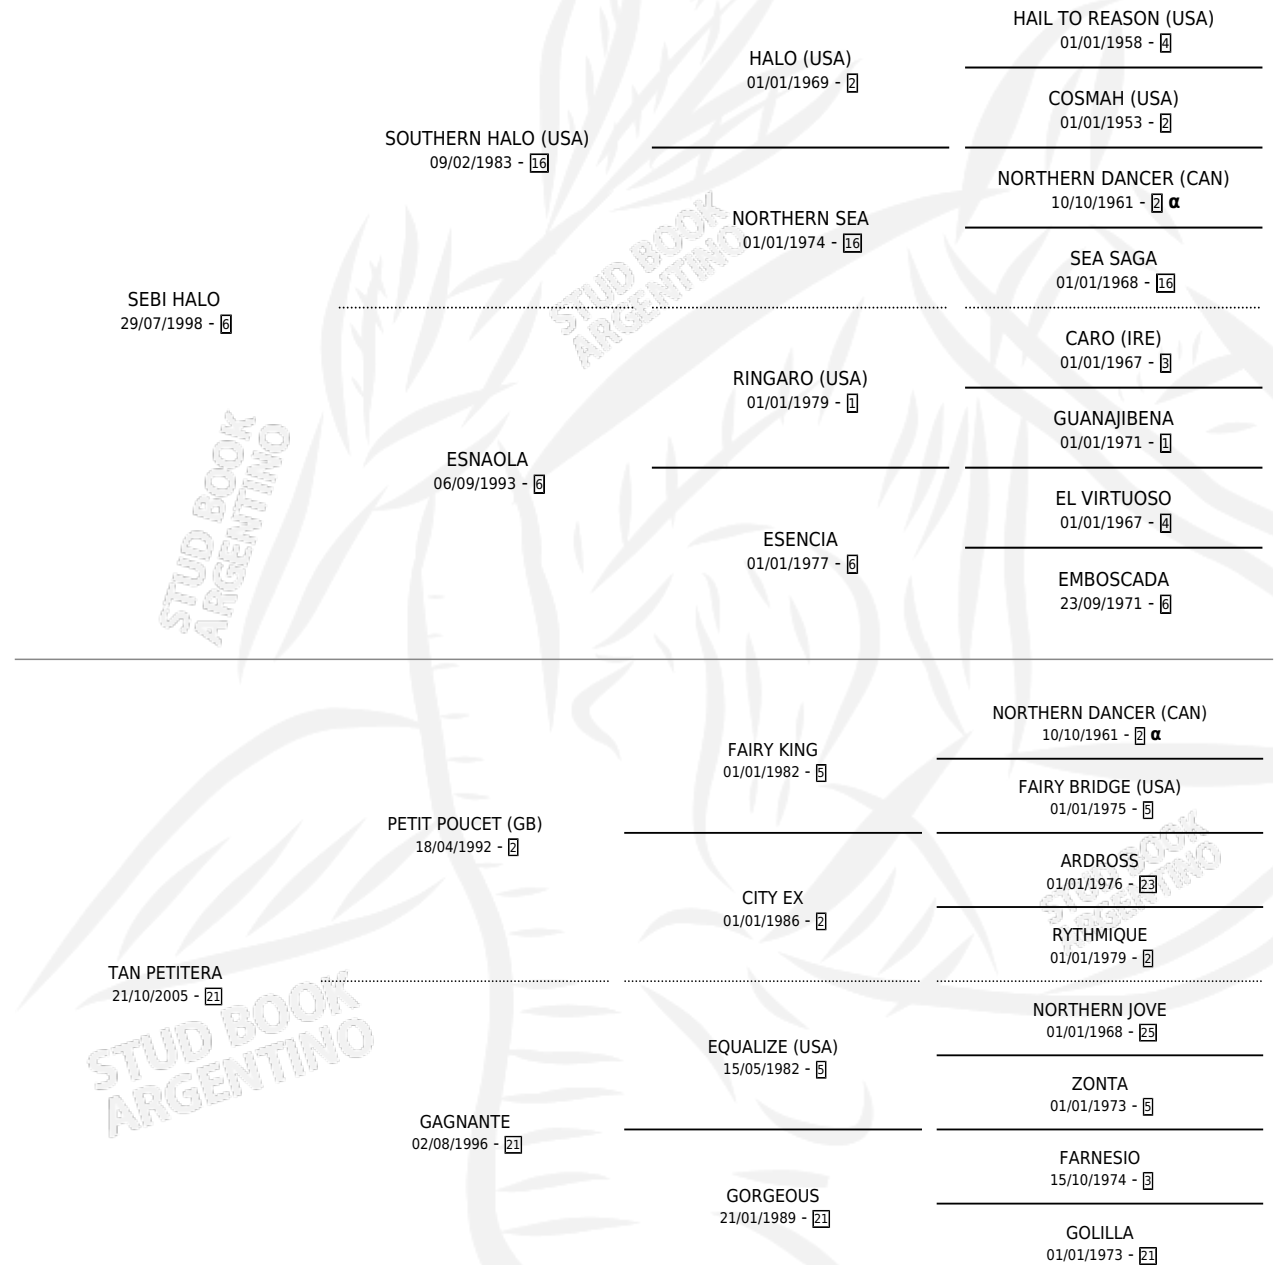 HAIL TO REASON (USA)
01/01/1958 - 4
HALO (USA)
01/01/1969 - 2
COSMAH (USA)
01/01/1953 - 2
SOUTHERN HALO (USA)
09/02/1983 - 16
NORTHERN DANCER (CAN)
10/10/1961 - 2 α
NORTHERN SEA
01/01/1974 - 16
SEA SAGA
01/01/1968 - 16
SEBI HALO
29/07/1998 - 6
CARO (IRE)
01/01/1967 - 3
RINGARO (USA)
01/01/1979 - 1
GUANAJIBENA
01/01/1971 - 1
ESNAOLA
06/09/1993 - 6
EL VIRTUOSO
01/01/1967 - 4
ESENCIA
01/01/1977 - 6
EMBOSCADA
23/09/1971 - 6
NORTHERN DANCER (CAN)
10/10/1961 - 2 α
FAIRY KING
01/01/1982 - 5
FAIRY BRIDGE (USA)
01/01/1975 - 5
PETIT POUCET (GB)
18/04/1992 - 2
ARDROSS
01/01/1976 - 23
CITY EX
01/01/1986 - 2
RYTHMIQUE
01/01/1979 - 2
TAN PETITERA
21/10/2005 - 21
NORTHERN JOVE
01/01/1968 - 25
EQUALIZE (USA)
15/05/1982 - 5
ZONTA
01/01/1973 - 5
GAGNANTE
02/08/1996 - 21
FARNESIO
15/10/1974 - 3
GORGEOUS
21/01/1989 - 21
GOLILLA
01/01/1973 - 21
STUD BOOK
ARGENTINO
STUD BOOK
ARGENTINO
STUD BOOK
ARGENTINO
STUD BOOK
ARGENTINO